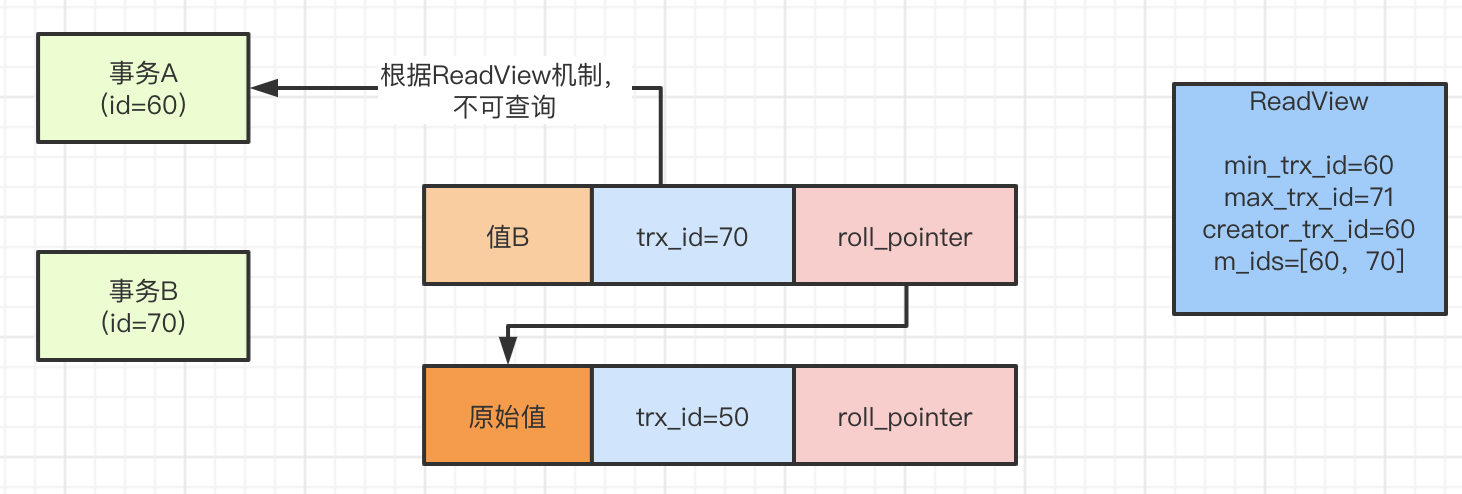 事务A
(id=60)
根据ReadView机制，
不可查询
ReadView
min_trx_id=60
max_trx_id=71
creator_trx_id=60
m_ids=[60，70]
值B
trx_id=70
roll_pointer
事务B
(id=70)
原始值
trx_id=50
roll_pointer